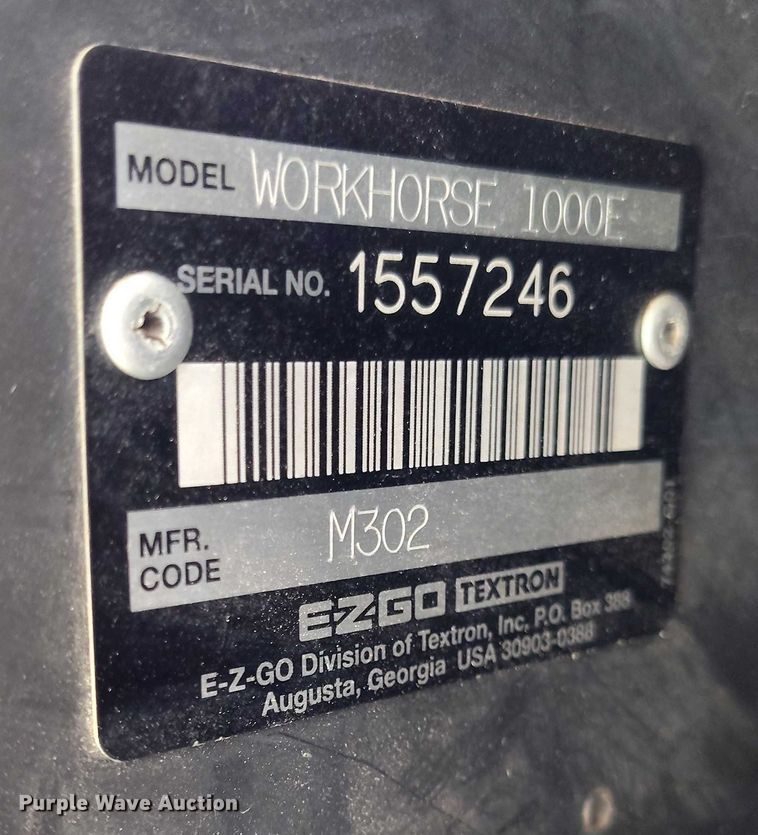 MODEL WORKHORSE 1000E
SERIAL NO. 1557246
MFR. CODE M302
E-Z-GO TEXTRON
E-Z-GO Division of Textron, Inc. P.O. Box 388
Augusta, Georgia USA 30903-0388
Purple Wave Auction